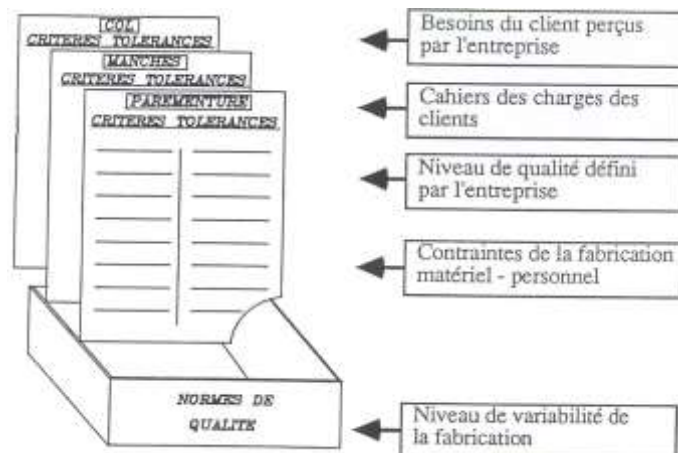 COL
CRITERES TOLERANCES
MANCHES
CRITERES TOLERANCES
PAREMENTURE
CRITERES TOLERANCES
NORMES DE
QUALITE
Besoins du client perçus
par l'entreprise
Cahiers des charges des
clients
Niveau de qualité défini
par l'entreprise
Contraintes de la fabrication
matériel - personnel
Niveau de variabilité de
la fabrication